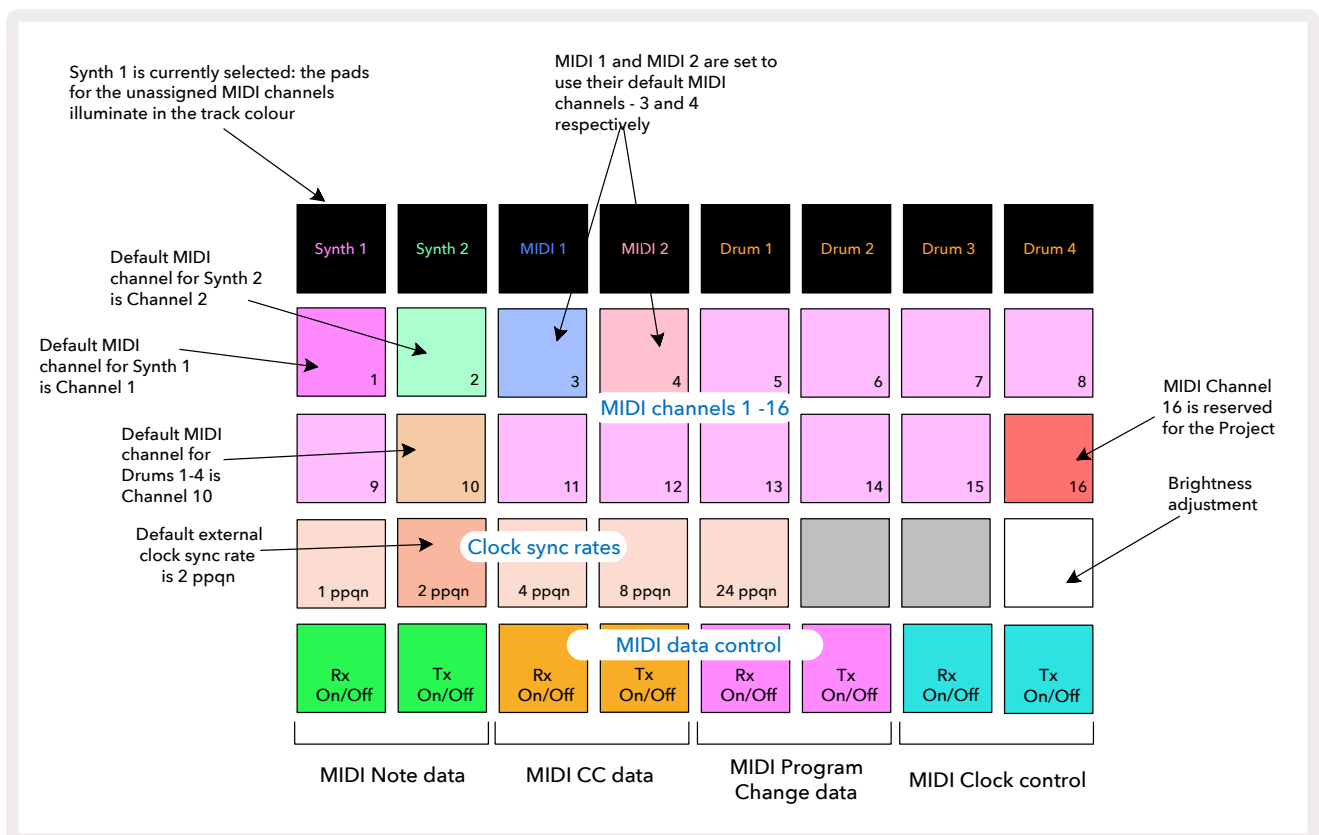 Synth 1 is currently selected: the pads
for the unassigned MIDI channels
illuminate in the track colour
MIDI 1 and MIDI 2 are set to
use their default MIDI
channels - 3 and 4
respectively
Synth 1
Synth 2
MIDI 1
MIDI 2
Drum 1
Drum 2
Drum 3
Drum 4
Default MIDI
channel for Synth 2
is Channel 2
Default MIDI
channel for Synth 1
is Channel 1
1
2
3
4
5
6
7
8
MIDI channels 1 -16
MIDI Channel
16 is reserved
for the Project
Default MIDI
channel for
Drums 1-4 is
Channel 10
9
10
11
12
13
14
15
16
Brightness
adjustment
Default external
clock sync rate
is 2 ppqn
Clock sync rates
1 ppqn
2 ppqn
4 ppqn
8 ppqn
24 ppqn
MIDI data control
Rx
On/Off
Tx
On/Off
Rx
On/Off
Tx
On/Off
Rx
On/Off
Tx
On/Off
Rx
On/Off
Tx
On/Off
MIDI Note data
MIDI CC data
MIDI Program
Change data
MIDI Clock control